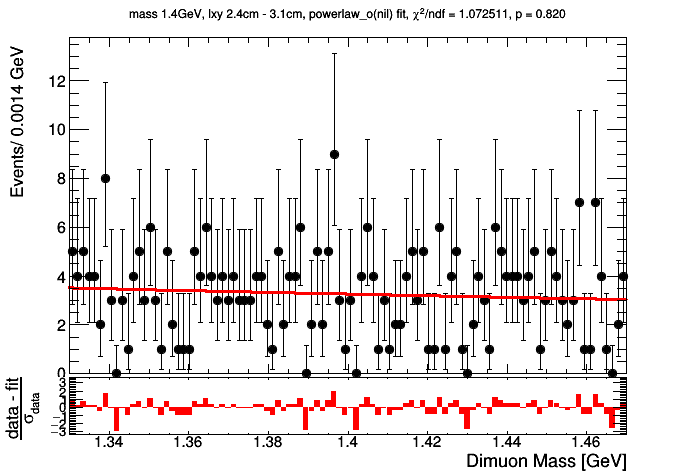 mass 1.4GeV, lxy 2.4cm - 3.1cm, powerlaw_o(nil) fit, χ²/ndf = 1.072511, p = 0.820
Events/ 0.0014 GeV
12
10
8
6
4
2
0
data - fit
σdata
3
2
1
0
−1
−2
−3
1.34 1.36 1.38 1.4 1.42 1.44 1.46
Dimuon Mass [GeV]